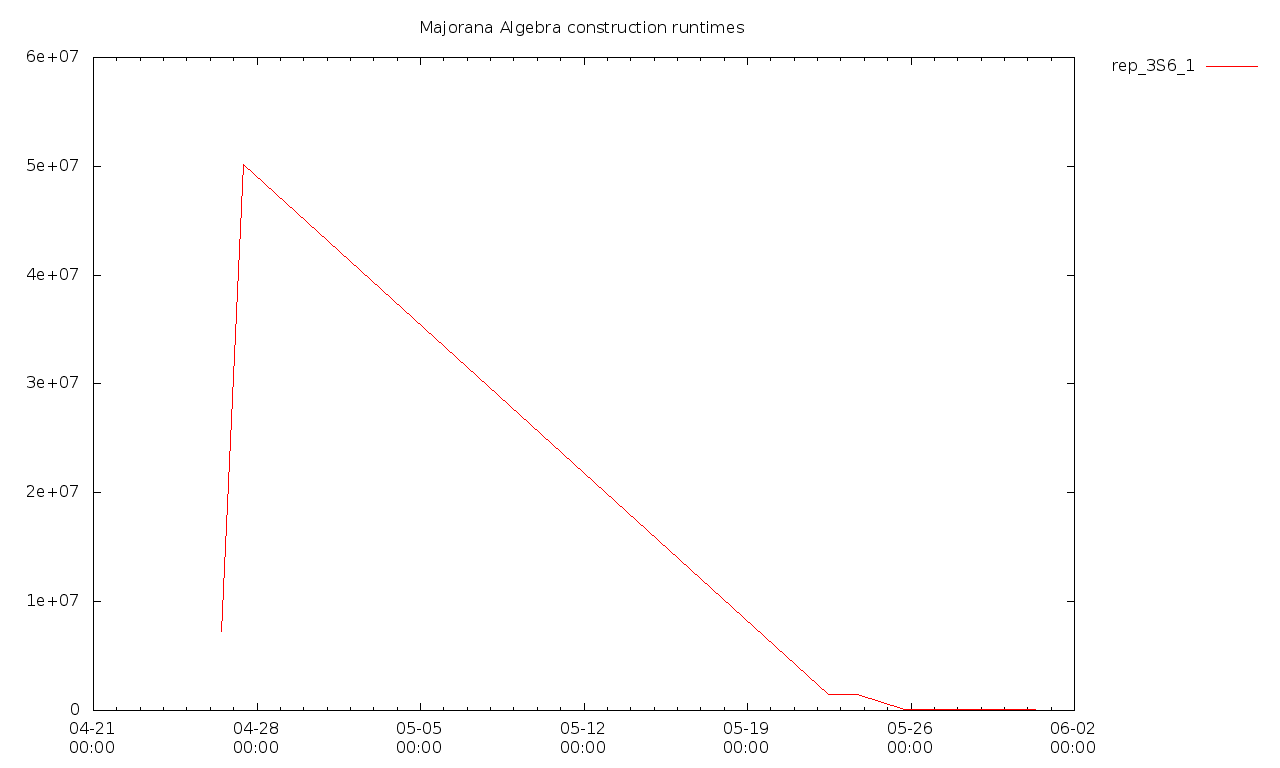 Majorana Algebra construction runtimes
6e+07
rep_3S6_1
5e+07
4e+07
3e+07
2e+07
1e+07
0
04-21 04-28 05-05 05-12 05-19 05-26 06-02
00:00 00:00 00:00 00:00 00:00 00:00 00:00